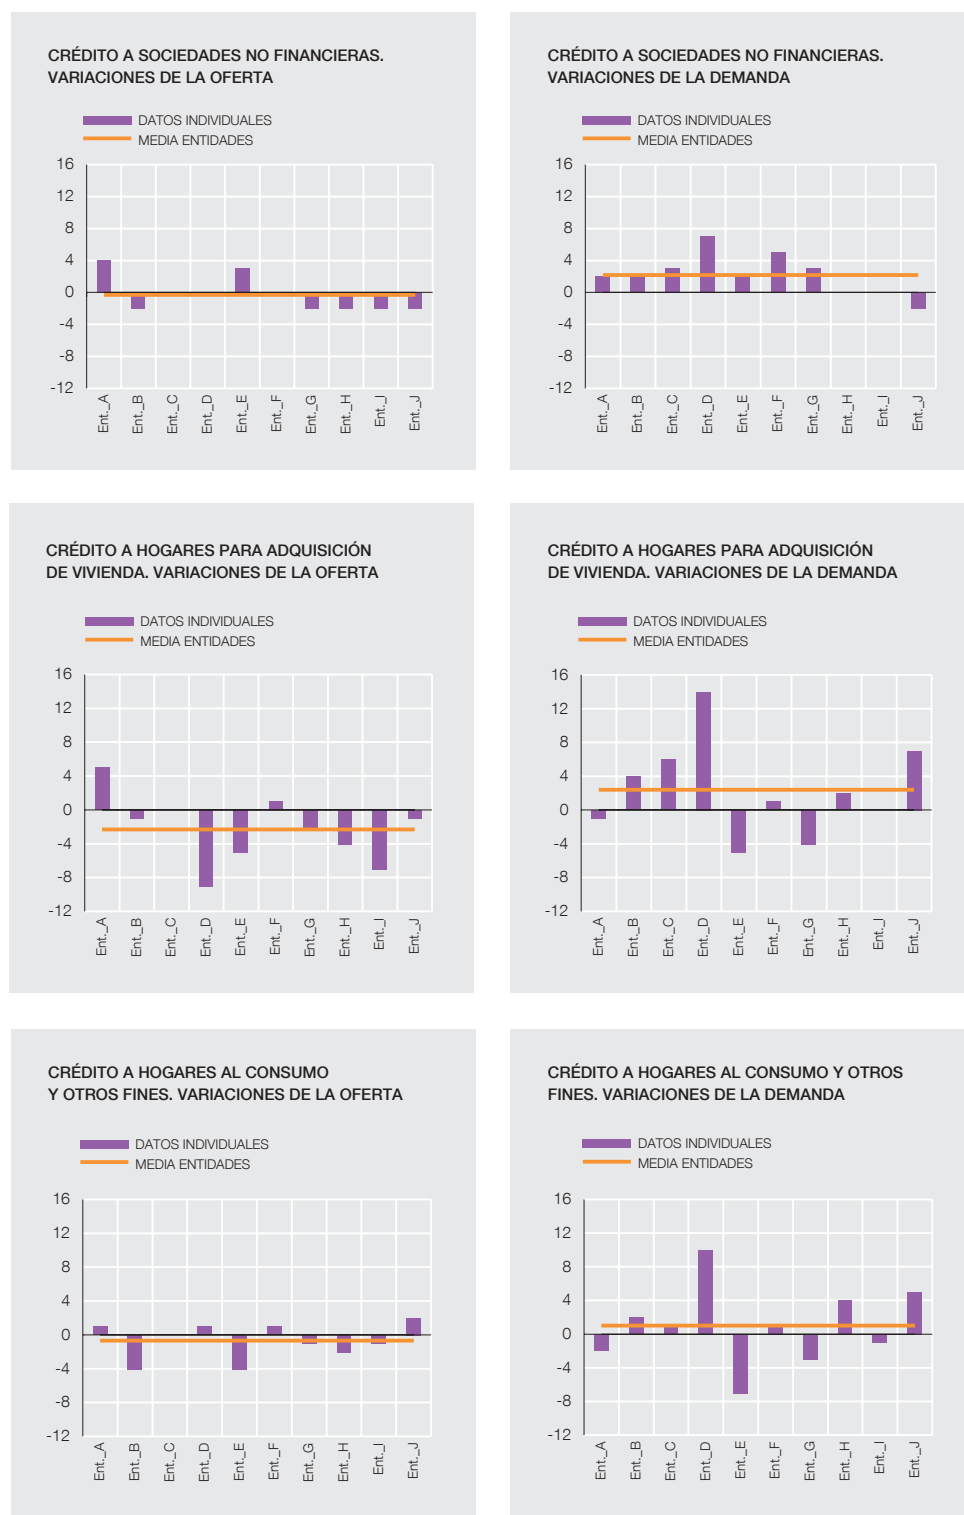 CRÉDITO A SOCIEDADES NO FINANCIERAS.
VARIACIONES DE LA OFERTA
DATOS INDIVIDUALES
MEDIA ENTIDADES
16
12
8
4
0
-4
-8
-12
Ent._A
Ent._B
Ent._C
Ent._D
Ent._E
Ent._F
Ent._G
Ent._H
Ent._I
Ent._J
CRÉDITO A SOCIEDADES NO FINANCIERAS.
VARIACIONES DE LA DEMANDA
DATOS INDIVIDUALES
MEDIA ENTIDADES
16
12
8
4
0
-4
-8
-12
Ent._A
Ent._B
Ent._C
Ent._D
Ent._E
Ent._F
Ent._G
Ent._H
Ent._I
Ent._J
CRÉDITO A HOGARES PARA ADQUISICIÓN
DE VIVIENDA. VARIACIONES DE LA OFERTA
DATOS INDIVIDUALES
MEDIA ENTIDADES
16
12
8
4
0
-4
-8
-12
Ent._A
Ent._B
Ent._C
Ent._D
Ent._E
Ent._F
Ent._G
Ent._H
Ent._I
Ent._J
CRÉDITO A HOGARES PARA ADQUISICIÓN
DE VIVIENDA. VARIACIONES DE LA DEMANDA
DATOS INDIVIDUALES
MEDIA ENTIDADES
16
12
8
4
0
-4
-8
-12
Ent._A
Ent._B
Ent._C
Ent._D
Ent._E
Ent._F
Ent._G
Ent._H
Ent._I
Ent._J
CRÉDITO A HOGARES AL CONSUMO
Y OTROS FINES. VARIACIONES DE LA OFERTA
DATOS INDIVIDUALES
MEDIA ENTIDADES
16
12
8
4
0
-4
-8
-12
Ent._A
Ent._B
Ent._C
Ent._D
Ent._E
Ent._F
Ent._G
Ent._H
Ent._I
Ent._J
CRÉDITO A HOGARES AL CONSUMO Y OTROS
FINES. VARIACIONES DE LA DEMANDA
DATOS INDIVIDUALES
MEDIA ENTIDADES
16
12
8
4
0
-4
-8
-12
Ent._A
Ent._B
Ent._C
Ent._D
Ent._E
Ent._F
Ent._G
Ent._H
Ent._I
Ent._J